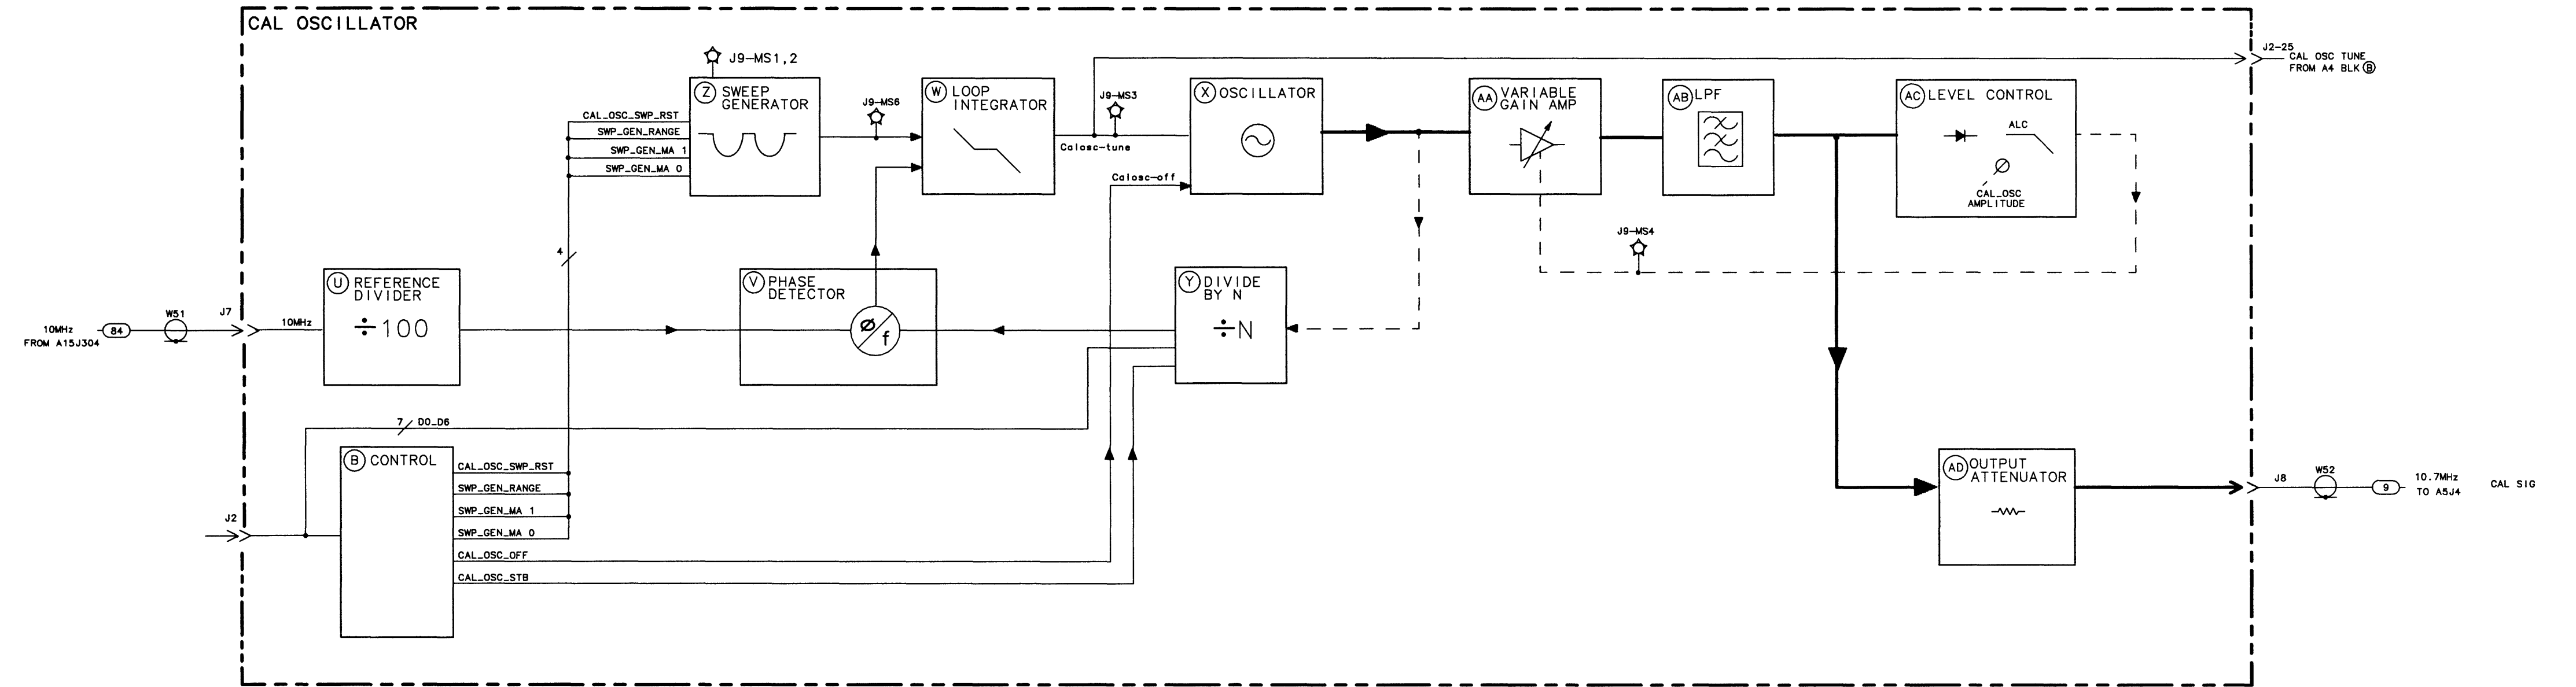 CAL OSCILLATOR
J9-MS1,2
Z SWEEP
GENERATOR
CAL_OSC_SWP_RST
SWP_GEN_RANGE
SWP_GEN_MA 1
SWP_GEN_MA 0
J9-MS6
W LOOP
INTEGRATOR
J9-MS3
Calosc-tune
Calosc-off
X OSCILLATOR
AA VARIABLE
GAIN AMP
AB LPF
AC LEVEL CONTROL
ALC
CAL_OSC
AMPLITUDE
J2-25
CAL OSC TUNE
FROM A4 BLK B
J9-MS4
4
10MHz
FROM A15J304
84
W51
J7
10MHz
U REFERENCE
DIVIDER
÷100
V PHASE
DETECTOR
Ø/f
Y DIVIDE
BY N
÷N
7 D0_D6
J2
B CONTROL
CAL_OSC_SWP_RST
SWP_GEN_RANGE
SWP_GEN_MA 1
SWP_GEN_MA 0
CAL_OSC_OFF
CAL_OSC_STB
AD OUTPUT
ATTENUATOR
J8
W52
9
10.7MHz
TO A5J4
CAL SIG